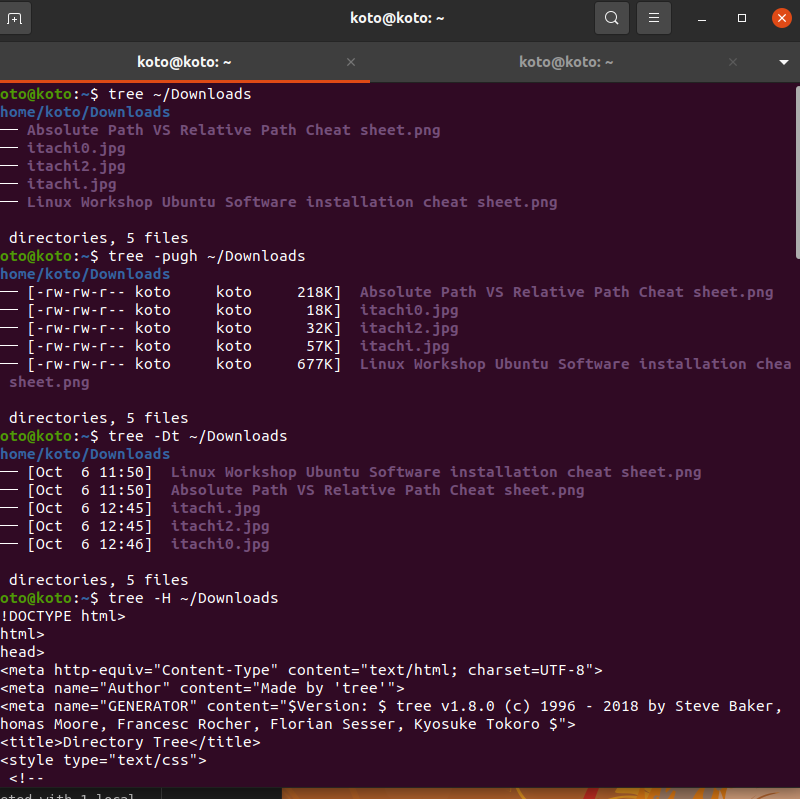 koto@koto: ~
koto@koto: ~ × koto@koto: ~ ×
oto@koto:~$ tree ~/Downloads
home/koto/Downloads
── Absolute Path VS Relative Path Cheat sheet.png
── itachi0.jpg
── itachi2.jpg
── itachi.jpg
── Linux Workshop Ubuntu Software installation cheat sheet.png
directories, 5 files
oto@koto:~$ tree -pugh ~/Downloads
home/koto/Downloads
── [-rw-rw-r-- koto     koto     218K]  Absolute Path VS Relative Path Cheat sheet.png
── [-rw-rw-r-- koto     koto      18K]  itachi0.jpg
── [-rw-rw-r-- koto     koto      32K]  itachi2.jpg
── [-rw-rw-r-- koto     koto      57K]  itachi.jpg
── [-rw-rw-r-- koto     koto     677K]  Linux Workshop Ubuntu Software installation chea
sheet.png
directories, 5 files
oto@koto:~$ tree -Dt ~/Downloads
home/koto/Downloads
── [Oct  6 11:50]  Linux Workshop Ubuntu Software installation cheat sheet.png
── [Oct  6 11:50]  Absolute Path VS Relative Path Cheat sheet.png
── [Oct  6 12:45]  itachi.jpg
── [Oct  6 12:45]  itachi2.jpg
── [Oct  6 12:46]  itachi0.jpg
directories, 5 files
oto@koto:~$ tree -H ~/Downloads
!DOCTYPE html>
html>
head>
<meta http-equiv="Content-Type" content="text/html; charset=UTF-8">
<meta name="Author" content="Made by 'tree'">
<meta name="GENERATOR" content="$Version: $ tree v1.8.0 (c) 1996 - 2018 by Steve Baker,
homas Moore, Francesc Rocher, Florian Sesser, Kyosuke Tokoro $">
<title>Directory Tree</title>
<style type="text/css">
<!--
with 1 local